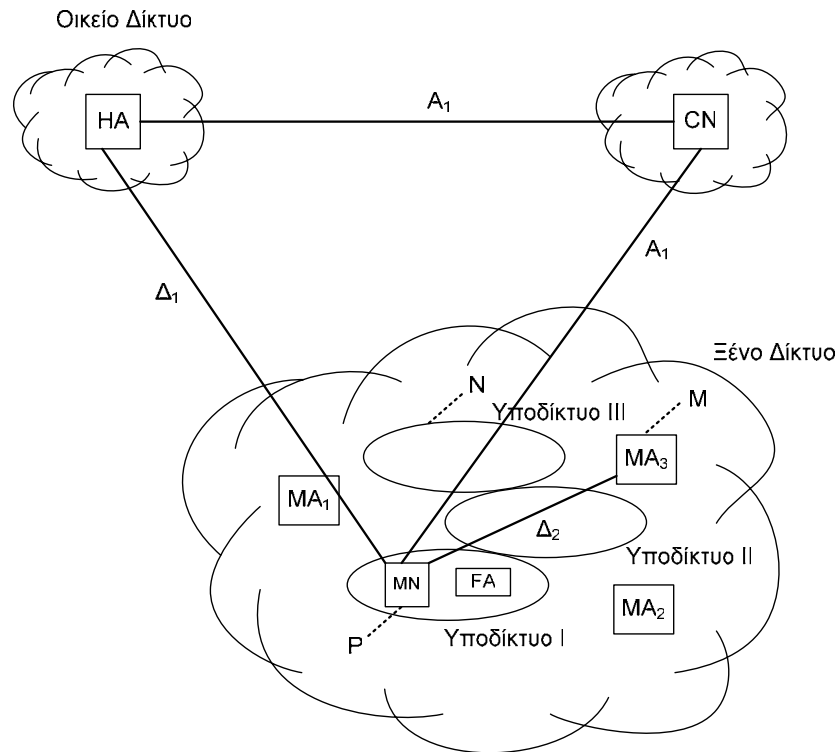 Οικείο Δίκτυο
HA
A₁
CN
Δ₁
A₁
Ξένο Δίκτυο
N
M
Υποδίκτυο III
MA₃
MA₁
Δ₂
Υποδίκτυο II
MN
FA
MA₂
P
Υποδίκτυο I